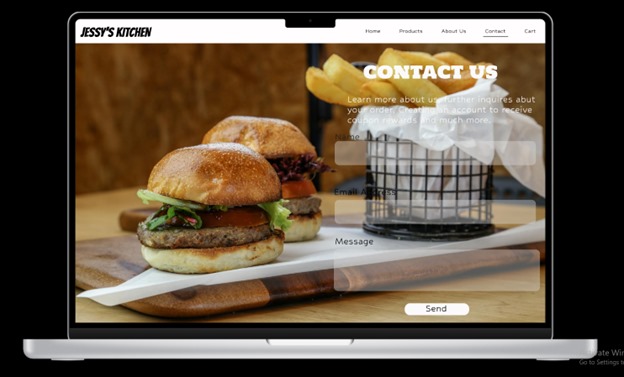 JESSY'S KITCHEN
Home Products About Us Contact Cart
CONTACT US
Learn more about us, further inquires abut
your order. Create an account to receive
coupon rewards and much more.
Name
Email Address
Message
Send
ate Win
Go to Settings t